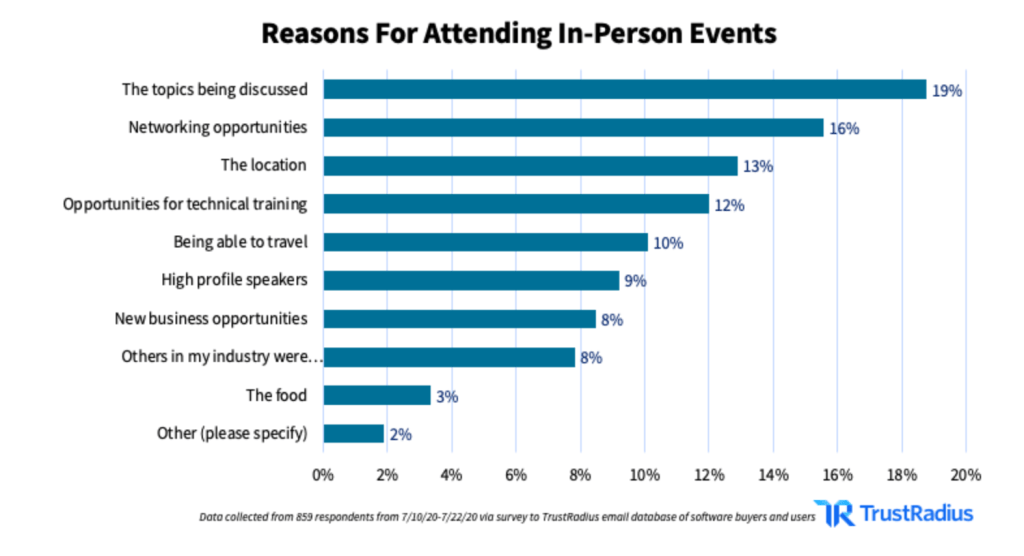 Reasons For Attending In-Person Events
The topics being discussed 19%
Networking opportunities 16%
The location 13%
Opportunities for technical training 12%
Being able to travel 10%
High profile speakers 9%
New business opportunities 8%
Others in my industry were... 8%
The food 3%
Other (please specify) 2%
0% 2% 4% 6% 8% 10% 12% 14% 16% 18% 20%
Data collected from 859 respondents from 7/10/20-7/22/20 via survey to TrustRadius email database of software buyers and users TR TrustRadius